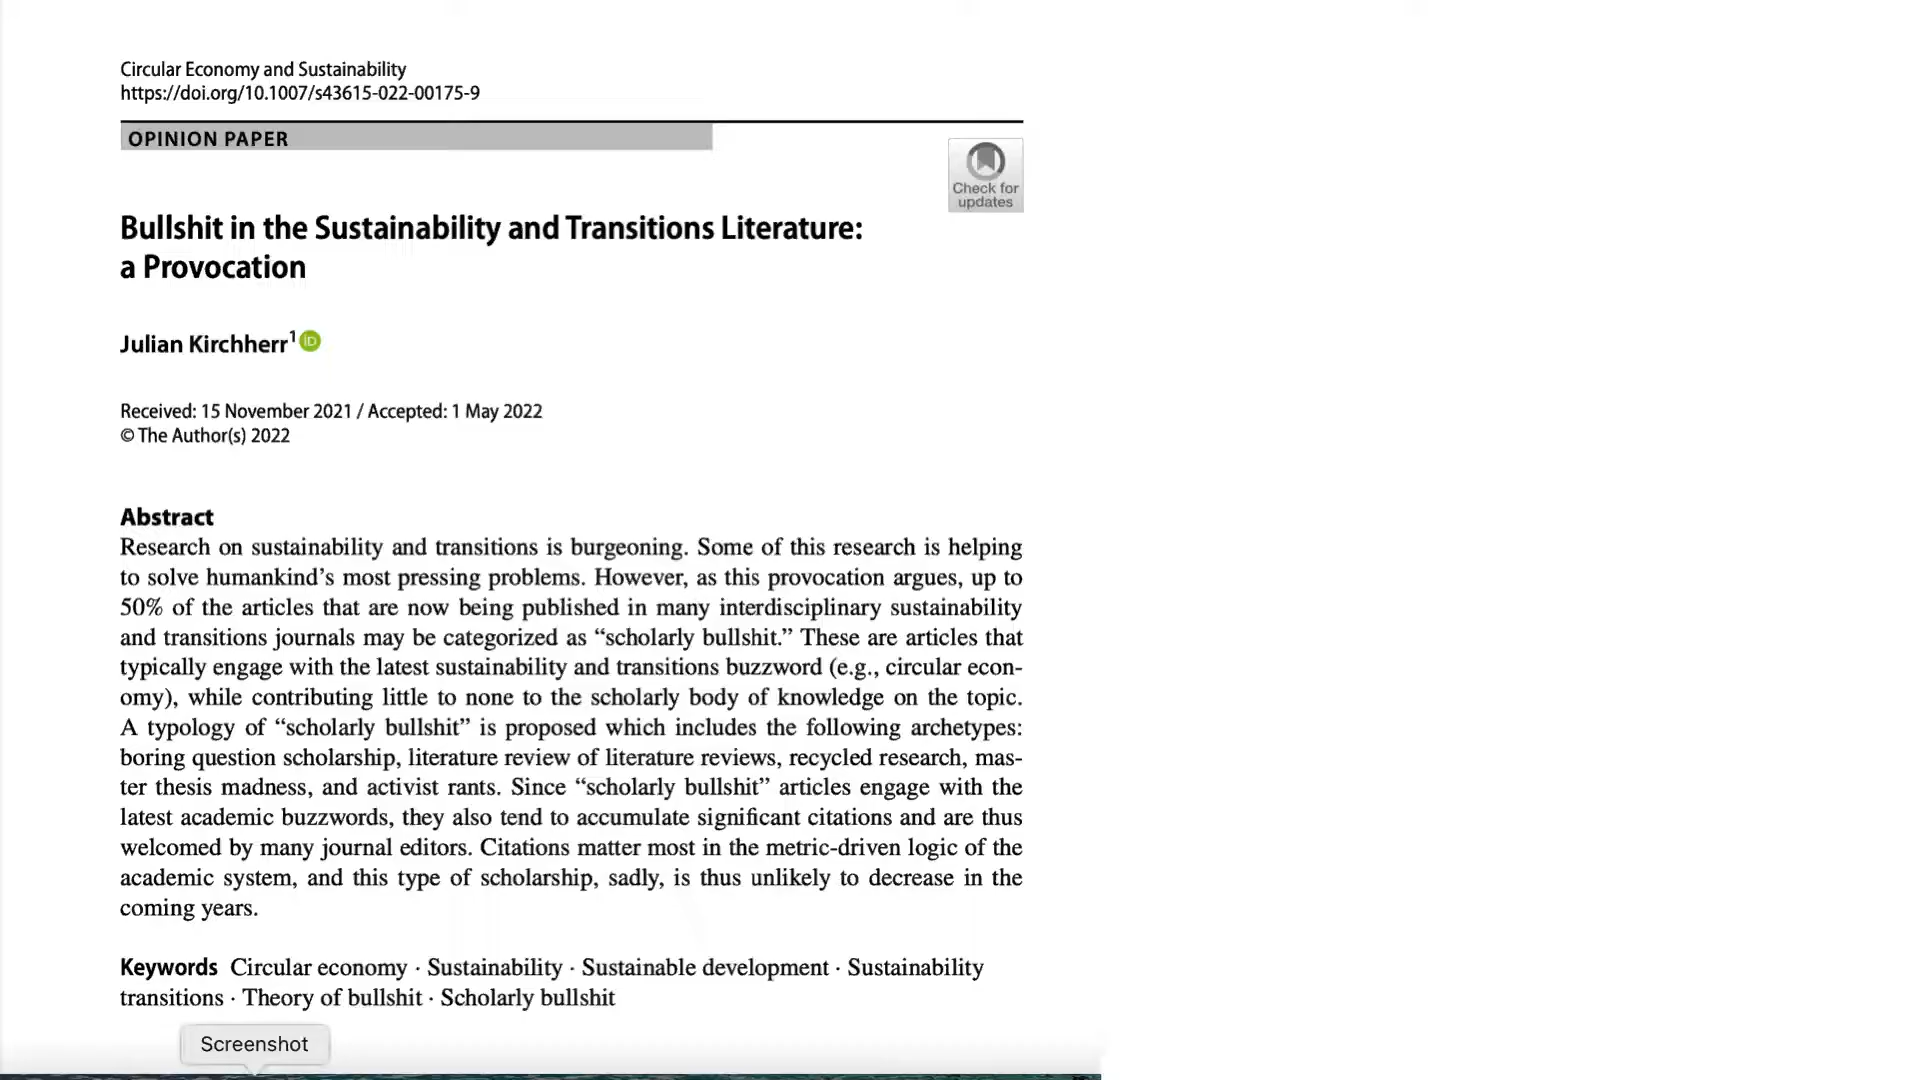 Circular Economy and Sustainability
https://doi.org/10.1007/s43615-022-00175-9
OPINION PAPER
Check for
updates
Bullshit in the Sustainability and Transitions Literature:
a Provocation
Julian Kirchherr1 iD
Received: 15 November 2021 / Accepted: 1 May 2022
© The Author(s) 2022
Abstract
Research on sustainability and transitions is burgeoning. Some of this research is helping
to solve humankind’s most pressing problems. However, as this provocation argues, up to
50% of the articles that are now being published in many interdisciplinary sustainability
and transitions journals may be categorized as “scholarly bullshit.” These are articles that
typically engage with the latest sustainability and transitions buzzword (e.g., circular econ-
omy), while contributing little to none to the scholarly body of knowledge on the topic.
A typology of “scholarly bullshit” is proposed which includes the following archetypes:
boring question scholarship, literature review of literature reviews, recycled research, mas-
ter thesis madness, and activist rants. Since “scholarly bullshit” articles engage with the
latest academic buzzwords, they also tend to accumulate significant citations and are thus
welcomed by many journal editors. Citations matter most in the metric-driven logic of the
academic system, and this type of scholarship, sadly, is thus unlikely to decrease in the
coming years.
Keywords Circular economy · Sustainability · Sustainable development · Sustainability
transitions · Theory of bullshit · Scholarly bullshit
Screenshot